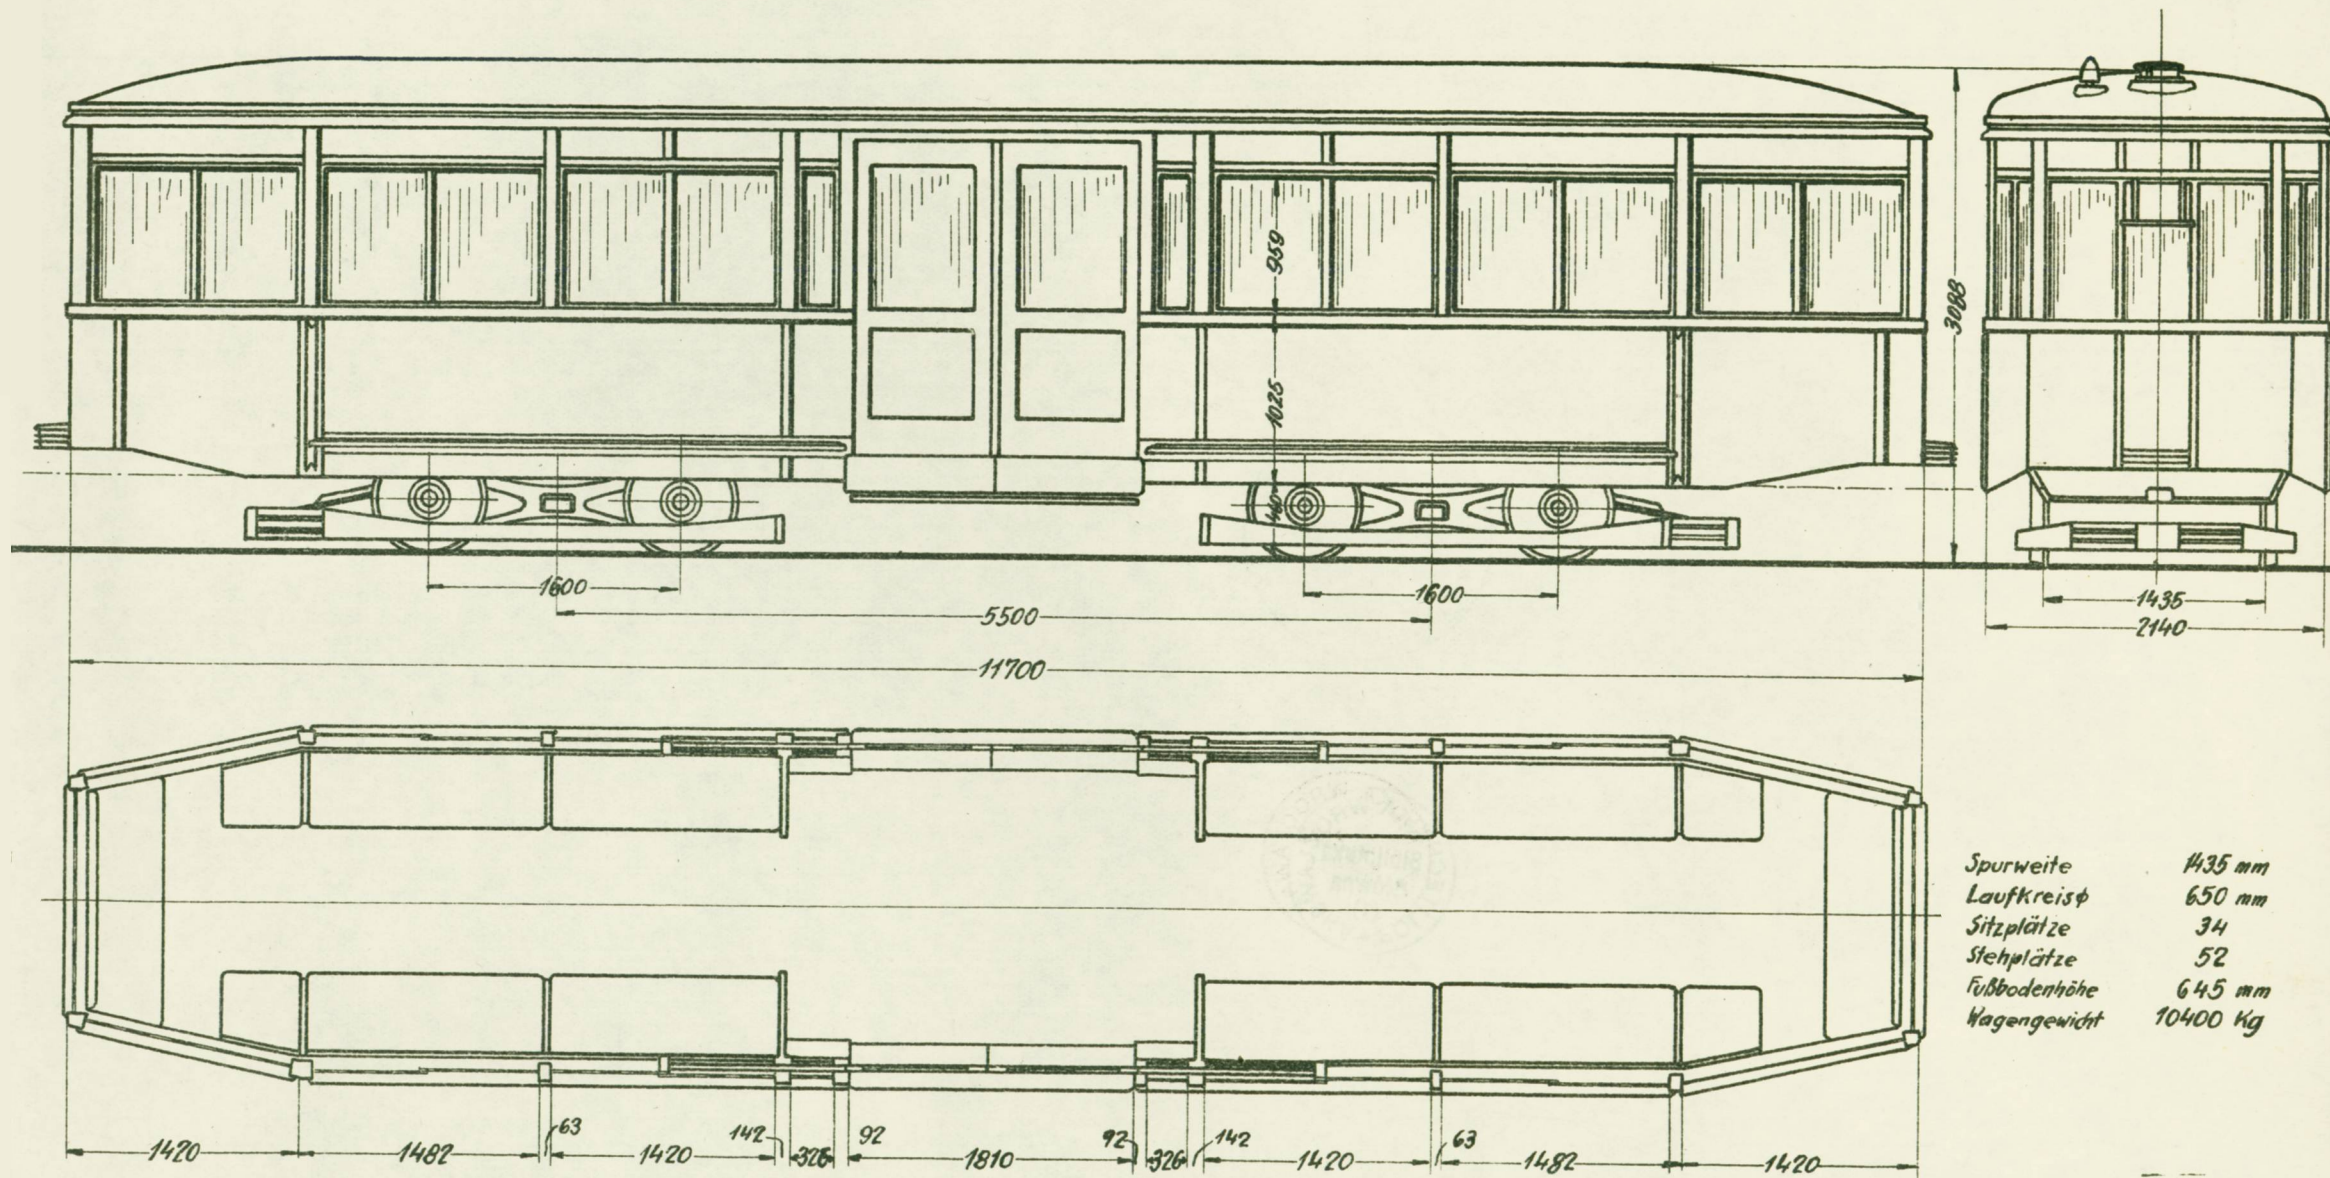 959
3088
1025
460
1600
1600
5500
1435
2140
11700
Spurweite 1435 mm
Laufkreisϕ 650 mm
Sitzplätze 34
Stehplätze 52
Fußbodenhöhe 645 mm
Wagengewicht 10400 Kg
63 142 92 92 142 63
1420 1482 1420 326 1810 326 1420 1482 1420